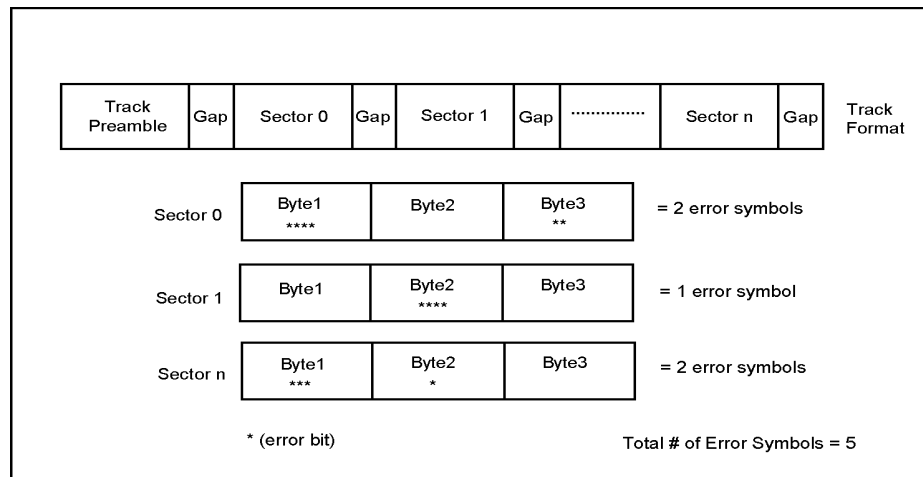 Track Preamble Gap Sector 0 Gap Sector 1 Gap .............. Sector n Gap Track Format
Sector 0 Byte1 Byte2 Byte3 = 2 error symbols
**** **
Sector 1 Byte1 Byte2 Byte3 = 1 error symbol
****
Sector n Byte1 Byte2 Byte3 = 2 error symbols
*** *
* (error bit) Total # of Error Symbols = 5